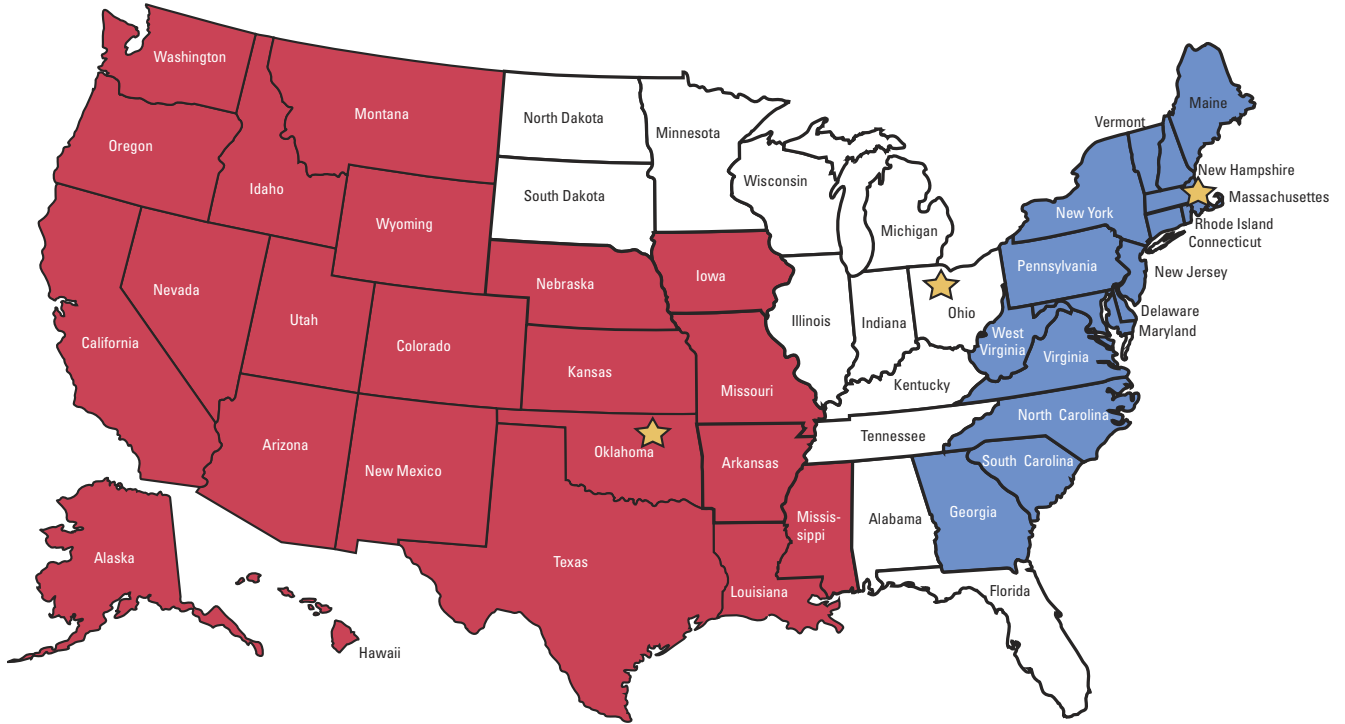 Washington
Montana
North Dakota
Minnesota
Maine
Vermont
Oregon
Idaho
South Dakota
Wisconsin
New Hampshire
Massachusettes
Wyoming
Michigan
New York
Rhode Island
Connecticut
Nevada
Nebraska
Iowa
Pennsylvania
New Jersey
Utah
Illinois
Indiana
Ohio
Delaware
Maryland
California
Colorado
West
Virginia
Virginia
Kansas
Missouri
Kentucky
North Carolina
Arizona
New Mexico
Oklahoma
Arkansas
Tennessee
South Carolina
Missis-
sippi
Alabama
Georgia
Alaska
Texas
Louisiana
Florida
Hawaii